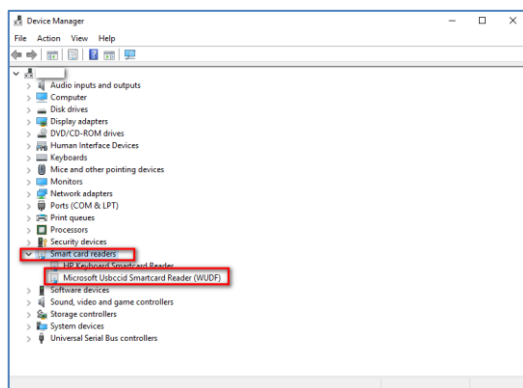 Device Manager
File Action View Help
Audio inputs and outputs
Computer
Disk drives
Display adapters
DVD/CD-ROM drives
Human Interface Devices
Keyboards
Mice and other pointing devices
Monitors
Network adapters
Ports (COM & LPT)
Print queues
Processors
Security devices
Smart card readers
HP Keyboard Smartcard Reader
Microsoft Usbccid Smartcard Reader (WUDF)
Software devices
Sound, video and game controllers
Storage controllers
System devices
Universal Serial Bus controllers